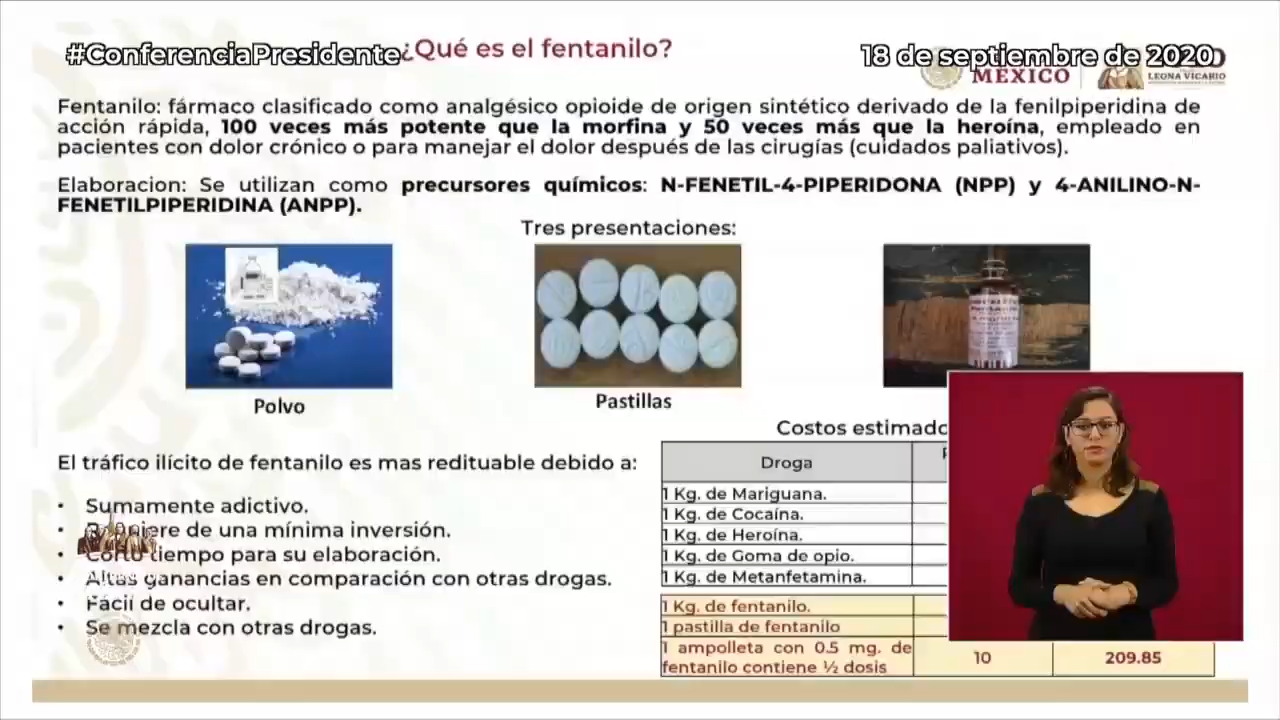 #ConferenciaPresidente
¿Qué es el fentanilo?
18 de septiembre de 2020
MÉXICO
LEONA VICARIO
Fentanilo: fármaco clasificado como analgésico opioide de origen sintético derivado de la fenilpiperidina de
acción rápida, 100 veces más potente que la morfina y 50 veces más que la heroína, empleado en
pacientes con dolor crónico o para manejar el dolor después de las cirugías (cuidados paliativos).
Elaboracion: Se utilizan como precursores químicos: N-FENETIL-4-PIPERIDONA (NPP) y 4-ANILINO-N-
FENETILPIPERIDINA (ANPP).
Tres presentaciones:
Polvo
Pastillas
El tráfico ilícito de fentanilo es mas redituable debido a:
• Sumamente adictivo.
• de una mínima inversión.
• Corto tiempo para su elaboración.
• Altas ganancias en comparación con otras drogas.
• Fácil de ocultar.
• Se mezcla con otras drogas.
Costos
Droga
1 Kg. de Mariguana.
1 Kg. de Cocaína.
1 Kg. de Heroína.
1 Kg. de Goma de opio.
1 Kg. de Metanfetamina.
1 Kg. de fentanilo.
1 pastilla de fentanilo
1 ampolleta con 0.5 mg. de
fentanilo contiene ½ dosis
10
209.85